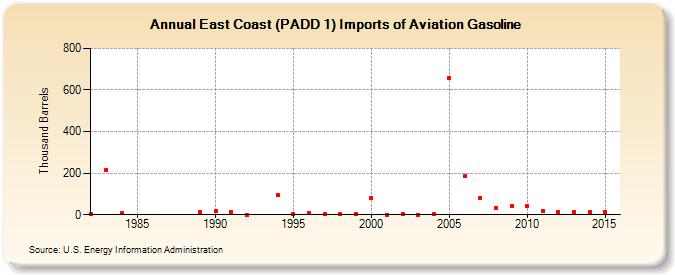 Annual East Coast (PADD 1) Imports of Aviation Gasoline
Thousand Barrels
800
600
400
200
0
1985 1990 1995 2000 2005 2010 2015
Source: U.S. Energy Information Administration